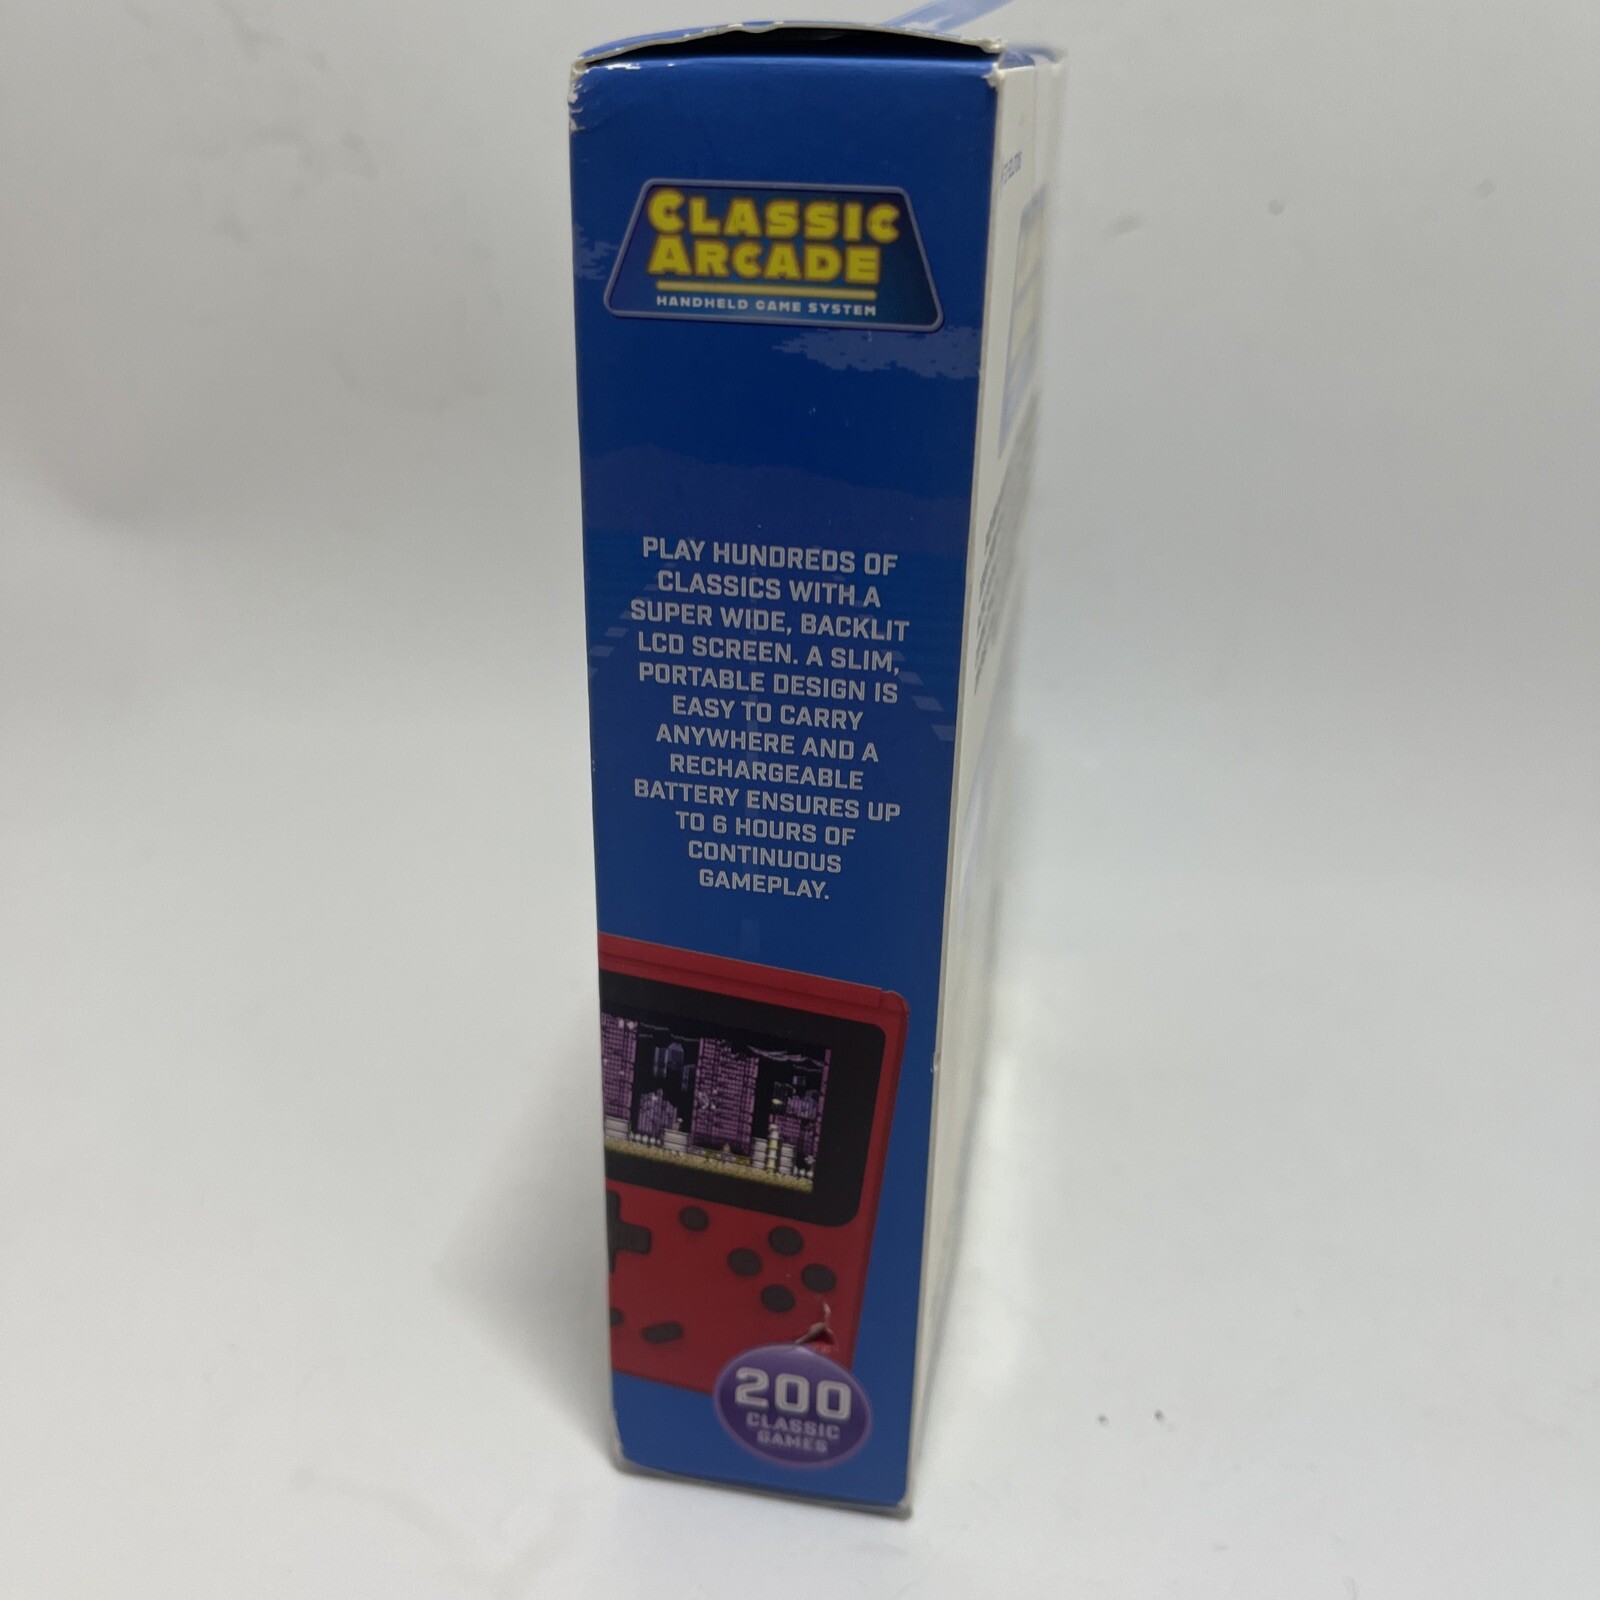 CLASSIC
ARCADE
HANDHELD GAME SYSTEM
PLAY HUNDREDS OF
CLASSICS WITH A
SUPER WIDE, BACKLIT
LCD SCREEN. A SLIM,
PORTABLE DESIGN IS
EASY TO CARRY
ANYWHERE AND A
RECHARGEABLE
BATTERY ENSURES UP
TO 6 HOURS OF
CONTINUOUS
GAMEPLAY.
200
CLASSIC
GAMES